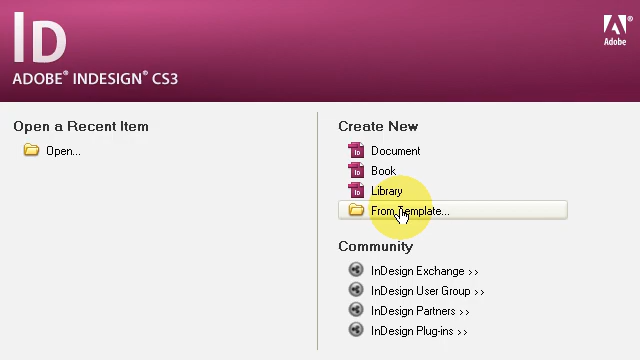 ID
ADOBE® INDESIGN® CS3
Adobe
Open a Recent Item
Open...
Create New
Document
Book
Library
From Template...
Community
InDesign Exchange >>
InDesign User Group >>
InDesign Partners >>
InDesign Plug-ins >>